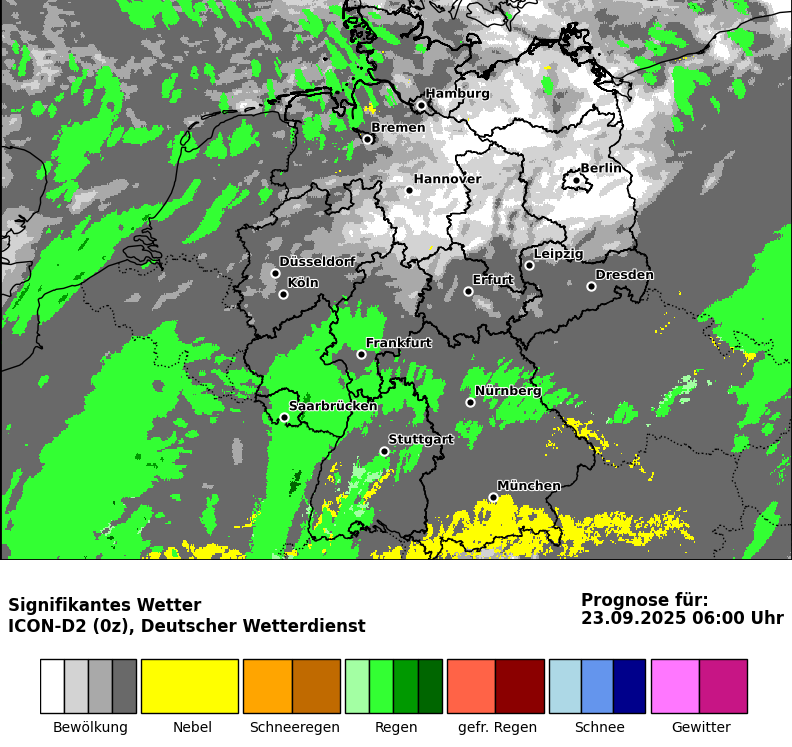 Hamburg
Bremen
Hannover
Berlin
Düsseldorf
Köln
Leipzig
Erfurt
Dresden
Frankfurt
Saarbrücken
Nürnberg
Stuttgart
München
Signifikantes Wetter
ICON-D2 (0z), Deutscher Wetterdienst
Prognose für:
23.09.2025 06:00 Uhr
Bewölkung Nebel Schneeregen Regen gefr. Regen Schnee Gewitter